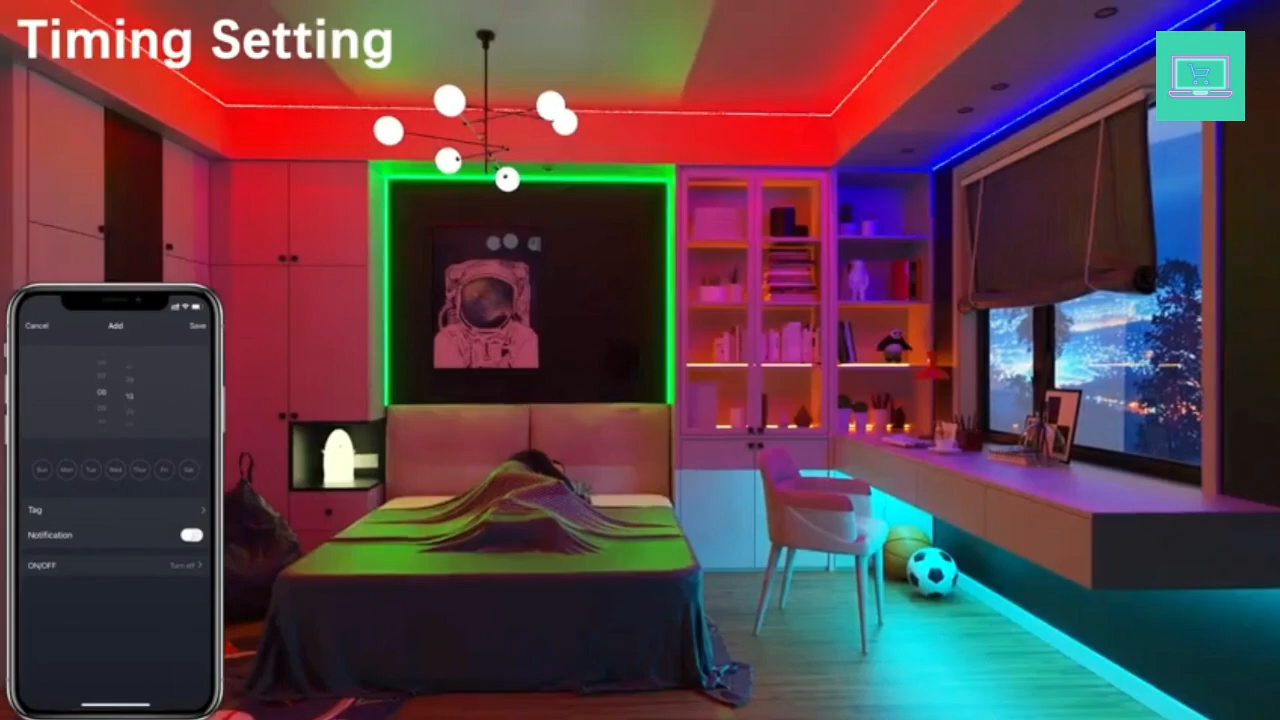 Timing Setting
Cancel Add Save
06
10
Sun Mon Tue Wed Thu Fri Sat
Tag
Notification
ON/OFF Turn off